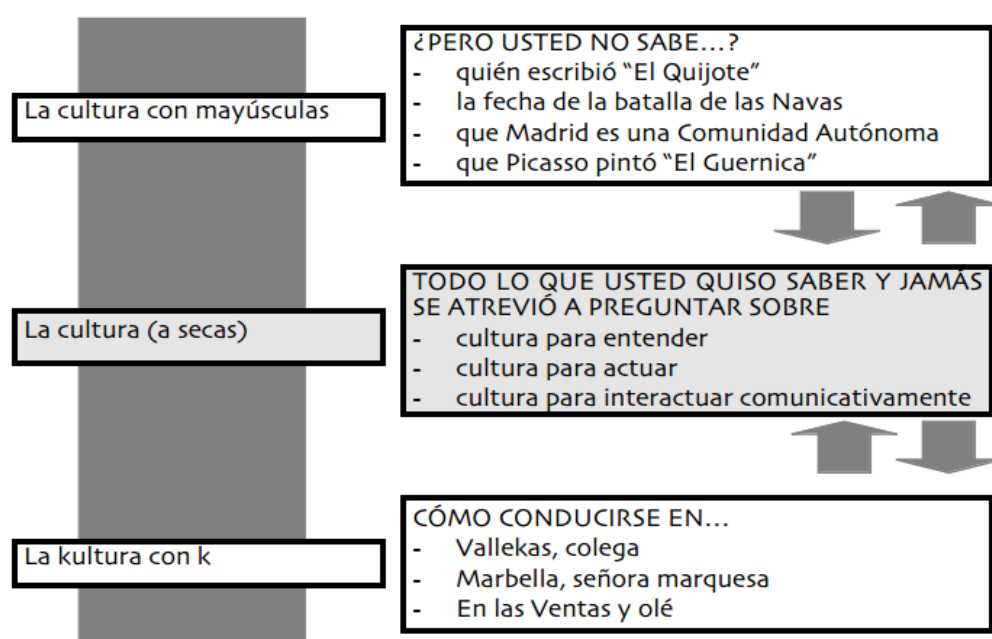 La cultura con mayúsculas
¿PERO USTED NO SABE...?
- quién escribió “El Quijote”
- la fecha de la batalla de las Navas
- que Madrid es una Comunidad Autónoma
- que Picasso pintó “El Guernica”
La cultura (a secas)
TODO LO QUE USTED QUISO SABER Y JAMÁS
SE ATREVIÓ A PREGUNTAR SOBRE
- cultura para entender
- cultura para actuar
- cultura para interactuar comunicativamente
La kultura con k
CÓMO CONDUCIRSE EN...
- Vallekas, colega
- Marbella, señora marquesa
- En las Ventas y olé